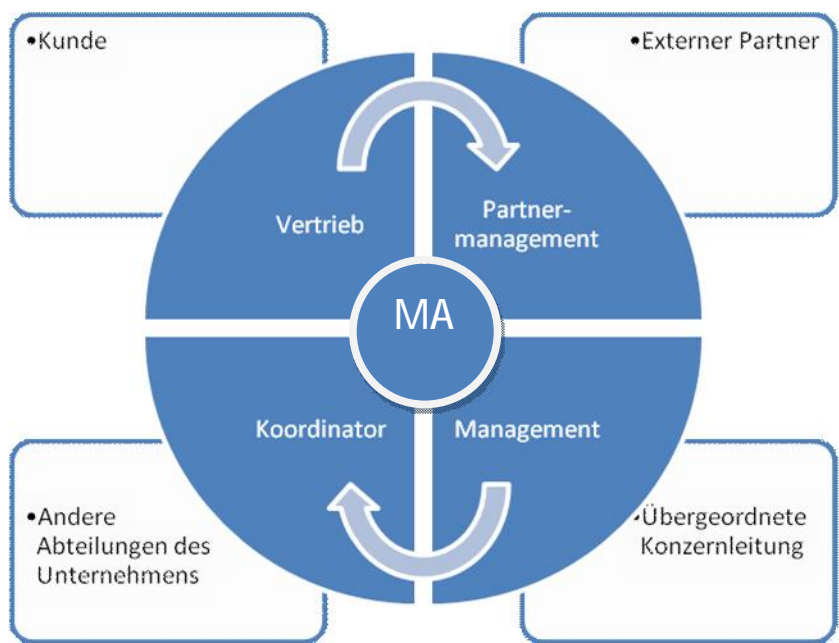 •Kunde
•Externer Partner
Vertrieb
Partner-
management
MA
Koordinator
Management
•Andere
Abteilungen des
Unternehmens
•Übergeordnete
Konzernleitung